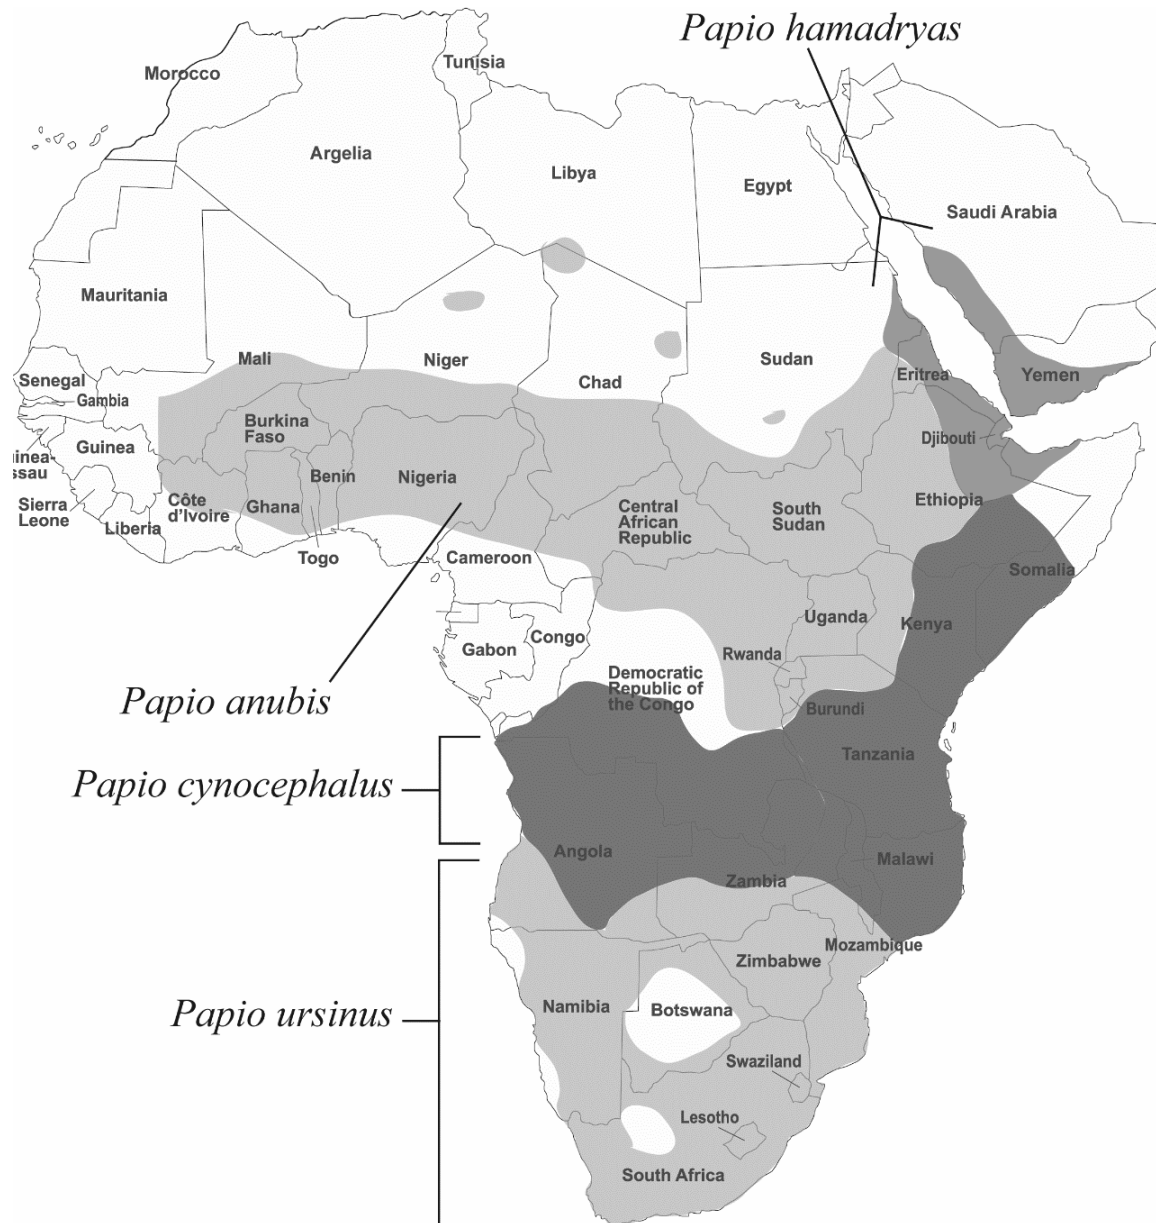 Papio hamadryas
Tunisia
Morocco
Argelia
Libya
Egypt
Saudi Arabia
Mauritania
Mali
Niger
Chad
Sudan
Eritrea
Yemen
Senegal
Gambia
Guinea
uinea-
ssau
Burkina
Faso
Djibouti
Benin
Nigeria
Ethiopia
Sierra
Leone
Liberia
Côte
d'Ivoire
Ghana
Togo
Central
African
Republic
South
Sudan
Cameroon
Somalia
Uganda
Kenya
Gabon
Congo
Rwanda
Democratic
Republic of
the Congo
Burundi
Papio anubis
Tanzania
Papio cynocephalus
Angola
Malawi
Zambia
Mozambique
Zimbabwe
Papio ursinus
Namibia
Botswana
Swaziland
Lesotho
South Africa